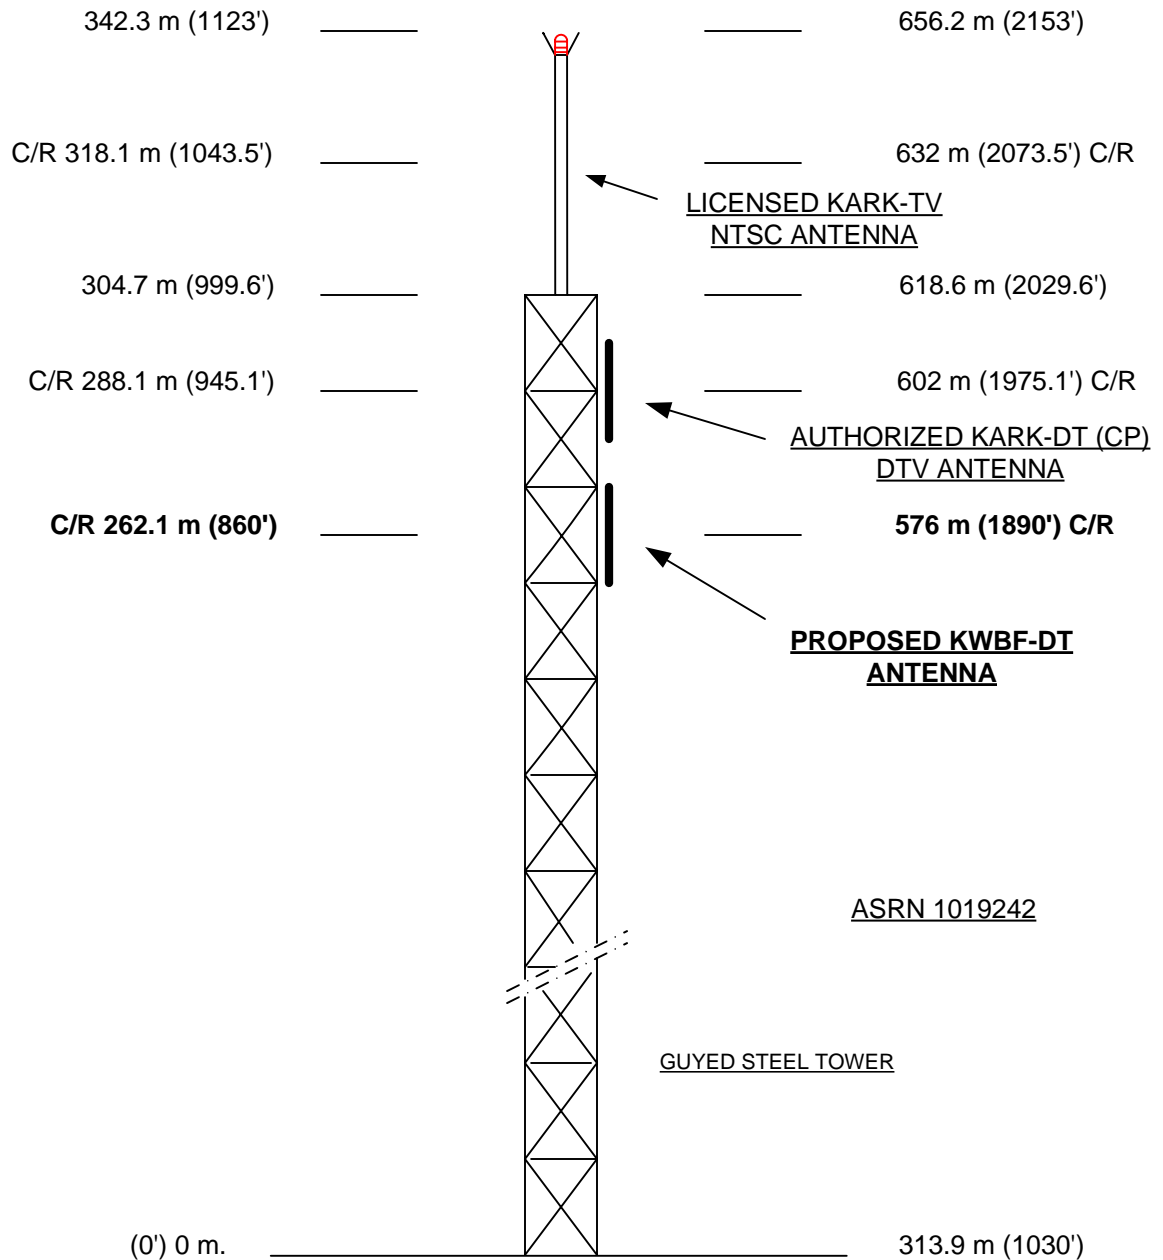 342.3 m (1123')
656.2 m (2153')
C/R 318.1 m (1043.5')
632 m (2073.5') C/R
LICENSED KARK-TV
NTSC ANTENNA
304.7 m (999.6')
618.6 m (2029.6')
C/R 288.1 m (945.1')
602 m (1975.1') C/R
AUTHORIZED KARK-DT (CP)
DTV ANTENNA
C/R 262.1 m (860')
576 m (1890') C/R
PROPOSED KWBF-DT
ANTENNA
ASRN 1019242
GUYED STEEL TOWER
(0') 0 m.
313.9 m (1030')